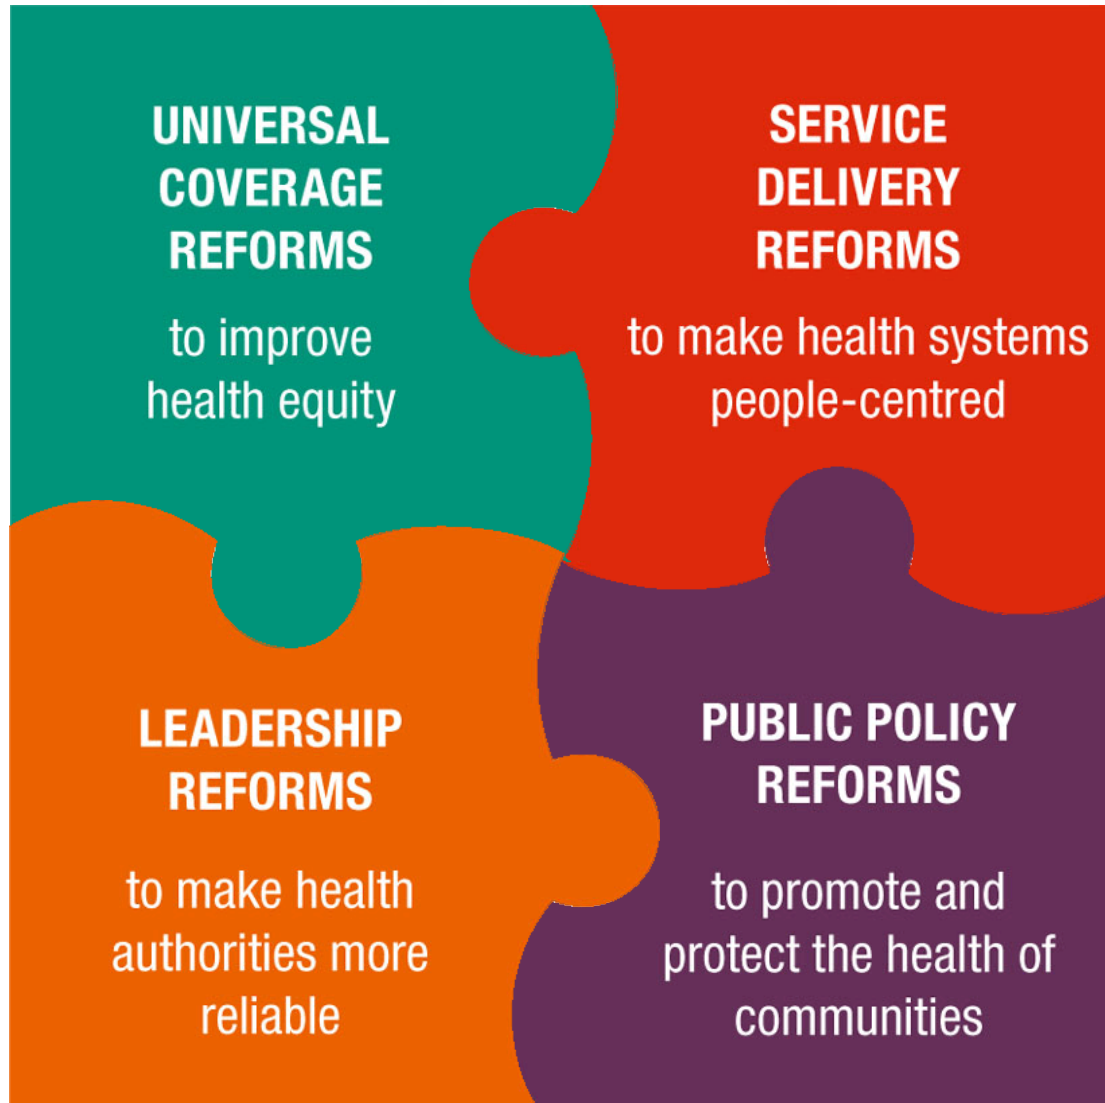 UNIVERSAL
COVERAGE
REFORMS
to improve
health equity
SERVICE
DELIVERY
REFORMS
to make health systems
people-centred
LEADERSHIP
REFORMS
to make health
authorities more
reliable
PUBLIC POLICY
REFORMS
to promote and
protect the health of
communities